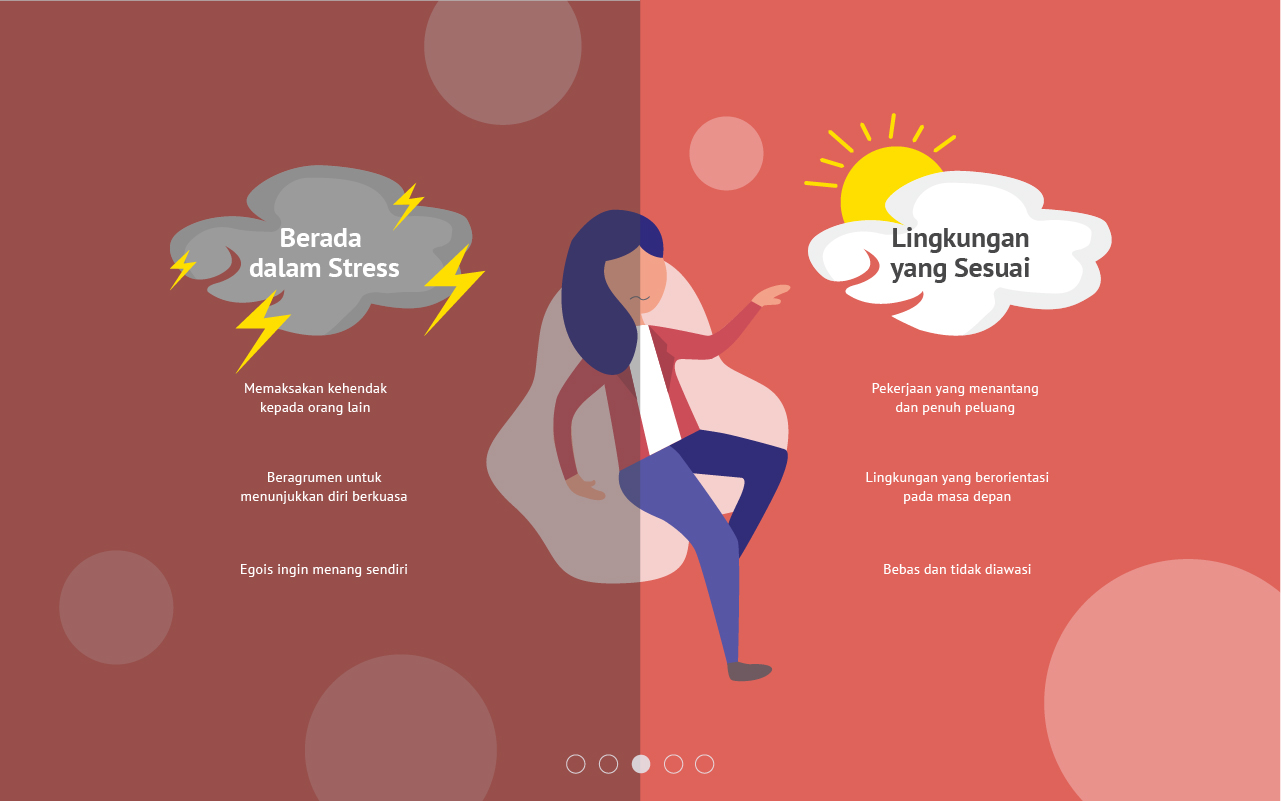 Berada
dalam Stress
Memaksakan kehendak
kepada orang lain
Beragrumen untuk
menunjukkan diri berkuasa
Egois ingin menang sendiri
Lingkungan
yang Sesuai
Pekerjaan yang menantang
dan penuh peluang
Lingkungan yang berorientasi
pada masa depan
Bebas dan tidak diawasi